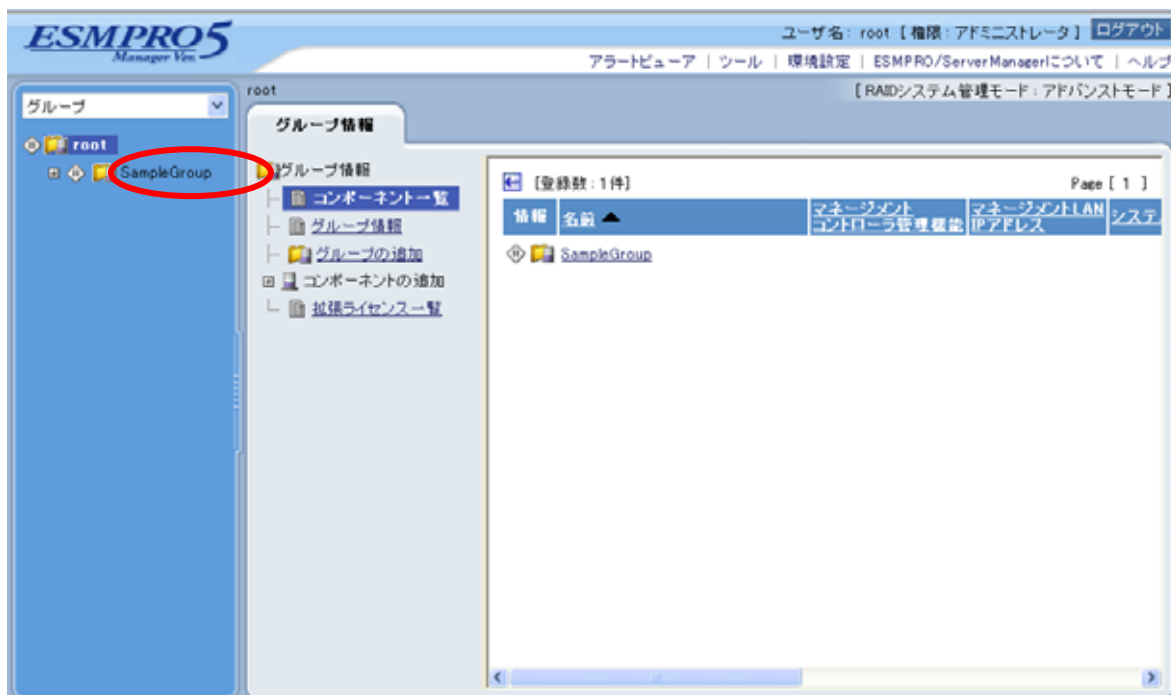 ESMPRO5
Manager Ver.
ユーザ名: root 【権限:アドミニストレータ】 ログアウト
アラートビューア | ツール | 環境設定 | ESMPRO/ServerManagerについて | ヘルプ
root
【RAIDシステム管理モード:アドバンストモード】
グループ
グループ情報
root
SampleGroup
グループ情報
コンポーネント一覧
グループ情報
グループの追加
コンポーネントの追加
拡張ライセンス一覧
[登録数:1件]
Page [ 1 ]
情報 名前 ▲ マネージメントコントローラ管理機能 マネージメントLAN IPアドレス システ
SampleGroup